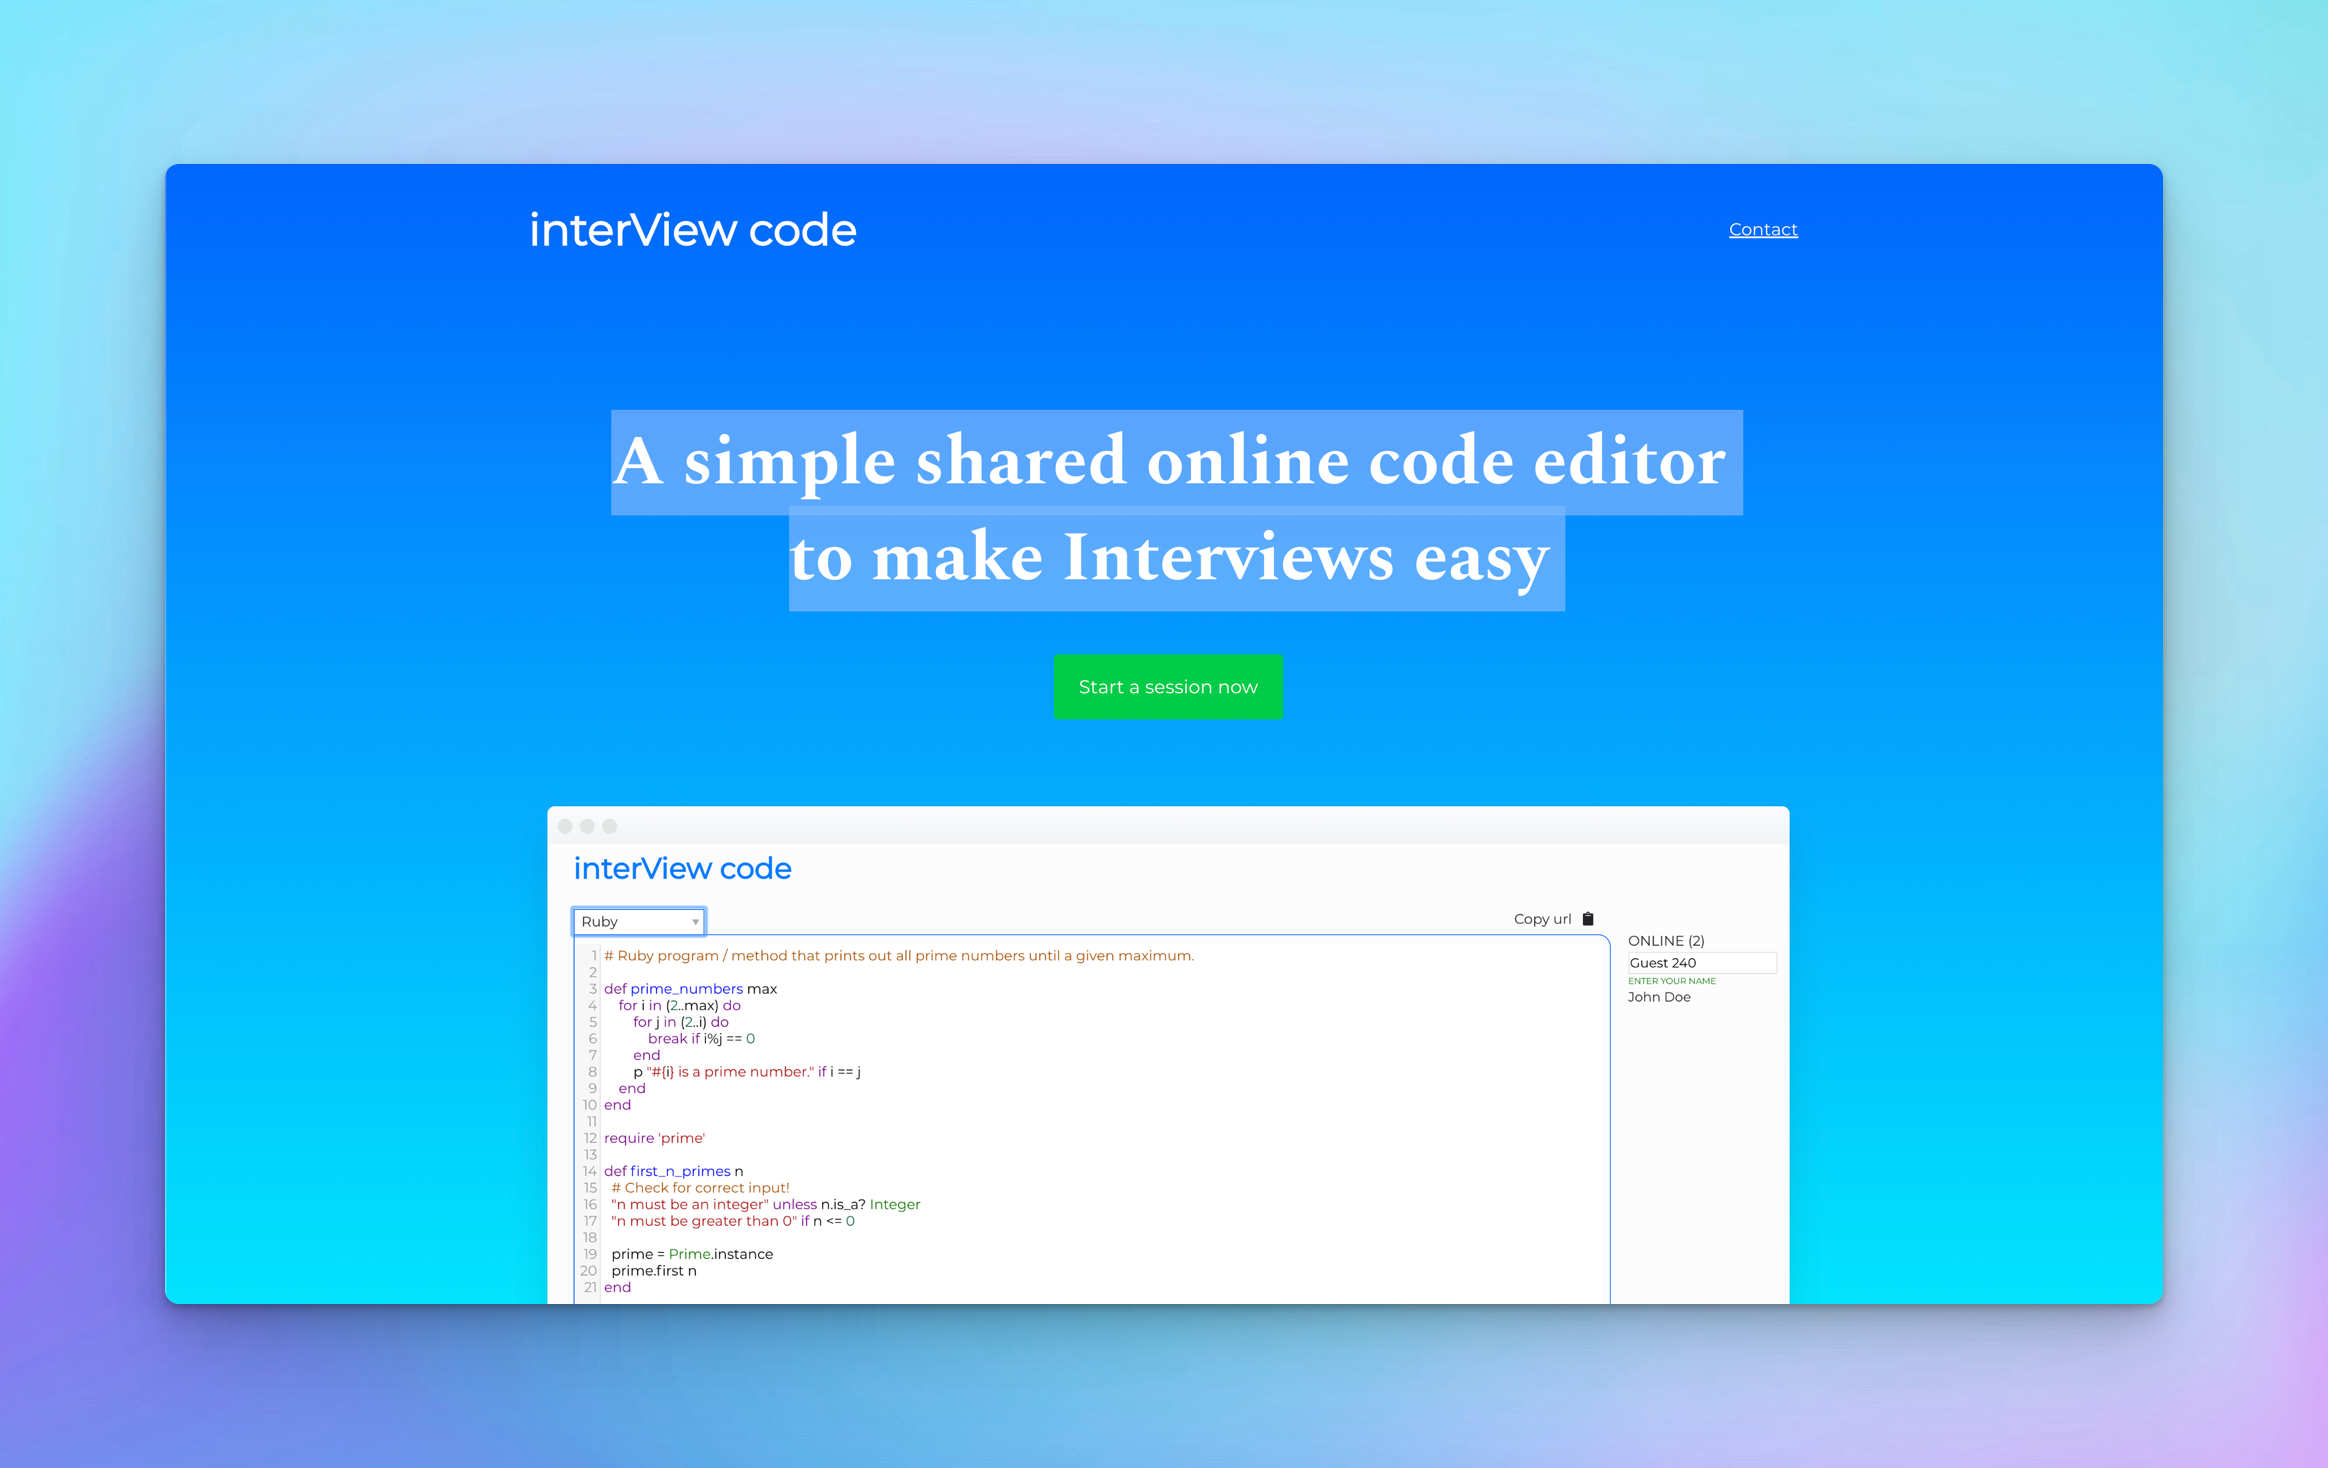 interView code
Contact
A simple shared online code editor
to make Interviews easy
Start a session now
interView code
Ruby
Copy url
ONLINE (2)
Guest 240
ENTER YOUR NAME
John Doe
1 # Ruby program / method that prints out all prime numbers until a given maximum.
2
3 def prime_numbers max
4 for i in (2..max) do
5 for j in (2..i) do
6 break if i%j == 0
7 end
8 p "#{i} is a prime number." if i == j
9 end
10 end
11
12 require 'prime'
13
14 def first_n_primes n
15 # Check for correct input!
16 "n must be an integer" unless n.is_a? Integer
17 "n must be greater than 0" if n <= 0
18
19 prime = Prime.instance
20 prime.first n
21 end